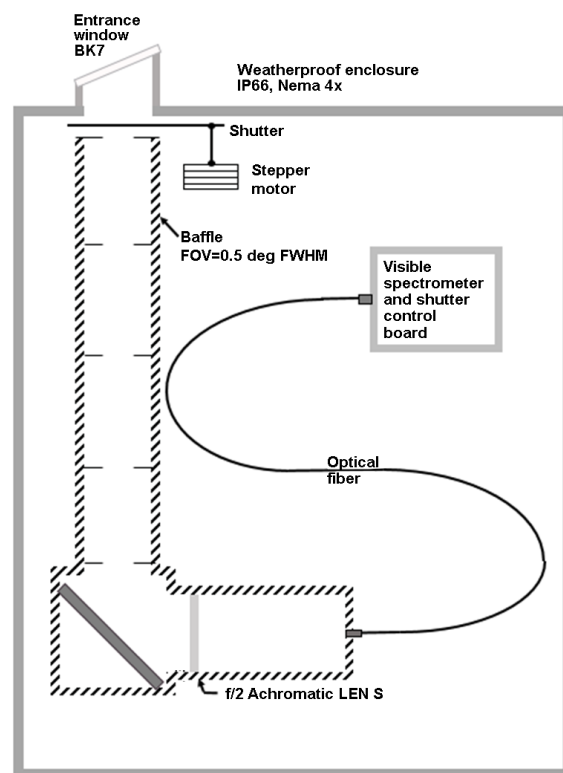 Entrance
window
BK7
Weatherproof enclosure
IP66, Nema 4x
Shutter
Stepper
motor
Baffle
FOV=0.5 deg FWHM
Visible
spectrometer
and shutter
control
board
Optical
fiber
f/2 Achromatic LEN S